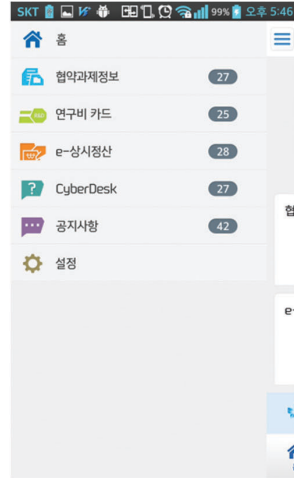 SKT 99% 오후 5:46
홈
협약과제정보 27
연구비 카드 25
e-상시정산 28
? CyberDesk 27
공지사항 42
설정
협
e-